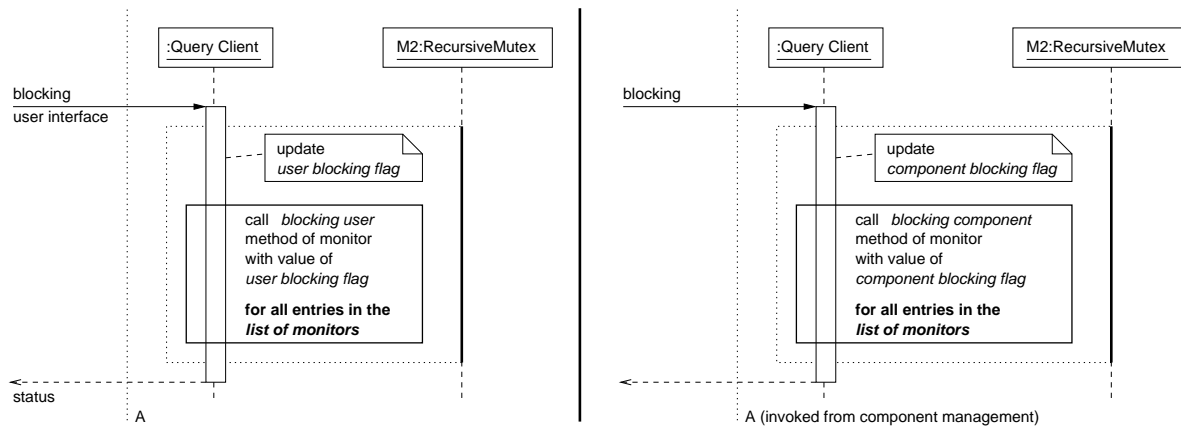 :Query Client
M2:RecursiveMutex
blocking
user interface
update
user blocking flag
call blocking user
method of monitor
with value of
user blocking flag
for all entries in the
list of monitors
status
A
:Query Client
M2:RecursiveMutex
blocking
update
component blocking flag
call blocking component
method of monitor
with value of
component blocking flag
for all entries in the
list of monitors
A (invoked from component management)